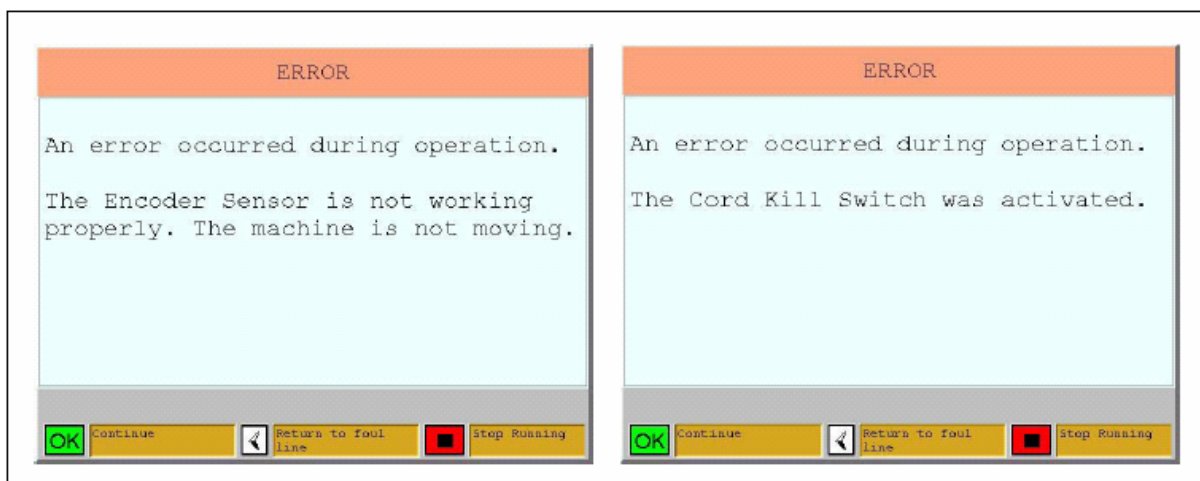 ERROR
An error occurred during operation.
The Encoder Sensor is not working
properly. The machine is not moving.
OK
Continue
Return to foul
line
Stop Running
ERROR
An error occurred during operation.
The Cord Kill Switch was activated.
OK
Continue
Return to foul
line
Stop Running